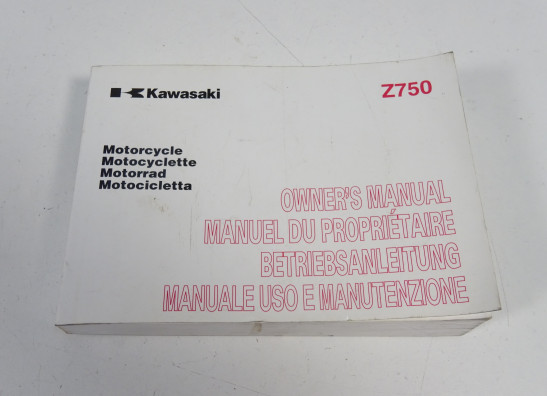 Kawasaki
Z750
Motorcycle
Motocyclette
Motorrad
Motocicletta
OWNER'S MANUAL
MANUEL DU PROPRIÉTAIRE
BETRIEBSANLEITUNG
MANUALE USO E MANUTENZIONE